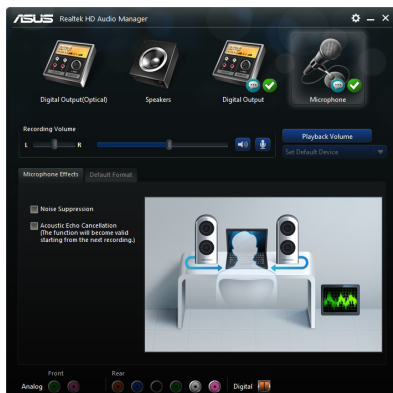 ASUS Realtek HD Audio Manager
Digital Output(Optical)
Speakers
Digital Output
Microphone
Recording Volume
L
R
Playback Volume
Set Default Device
Microphone Effects
Default Format
Noise Suppression
Acoustic Echo Cancellation
(The function will become valid
starting from the next recording.)
Front
Rear
Analog
Digital